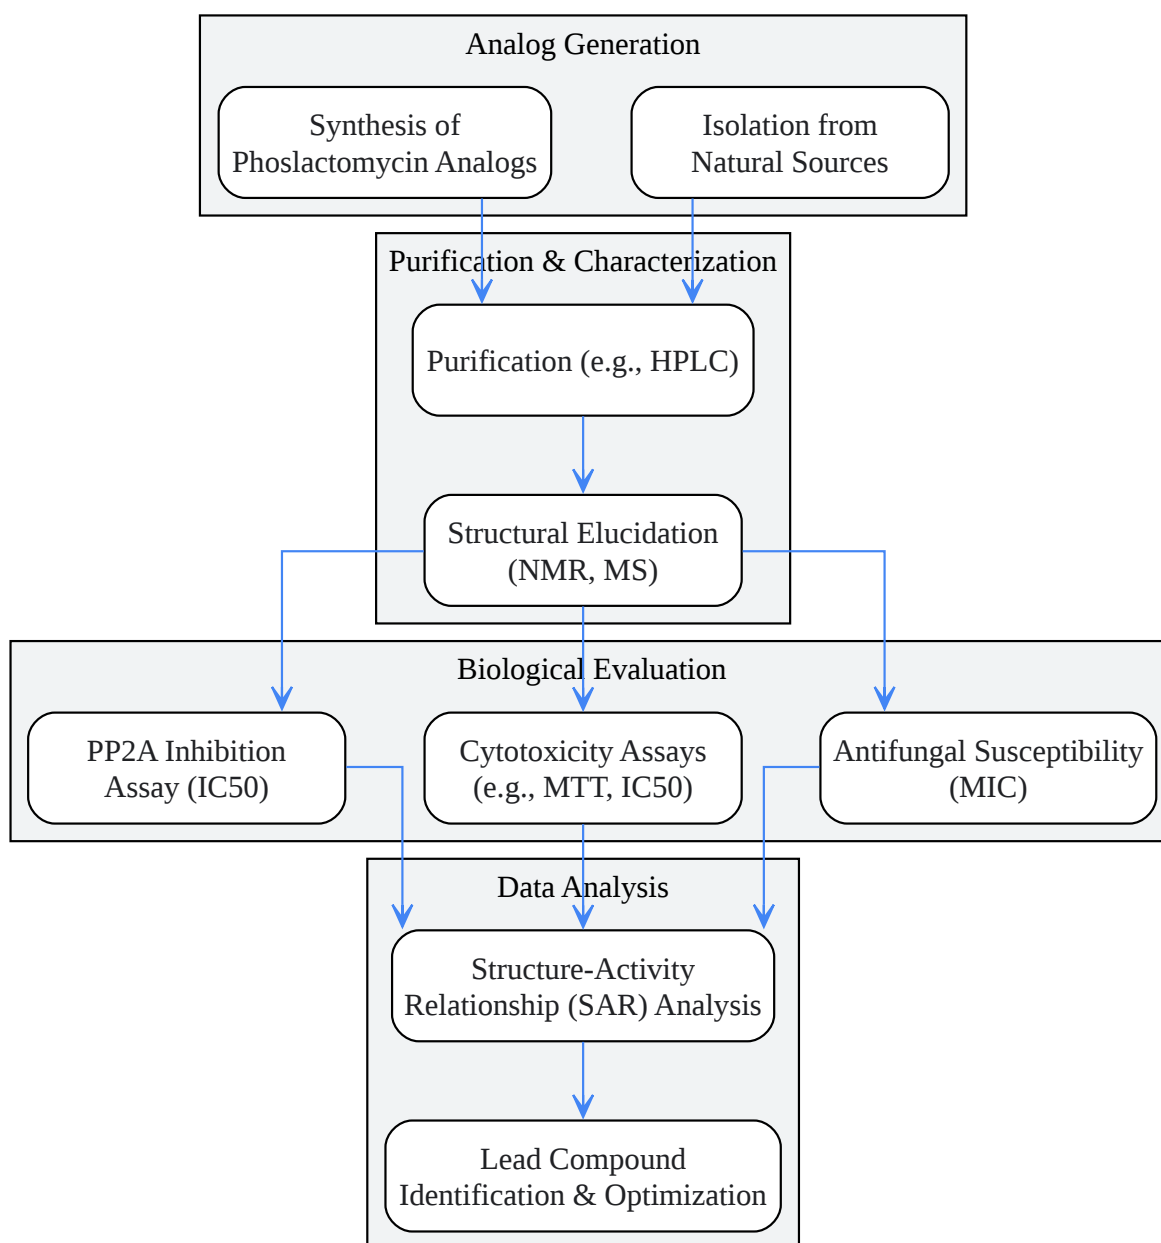 Analog Generation
Synthesis of
Phoslactomycin Analogs
Isolation from
Natural Sources
Purification & Characterization
Purification (e.g., HPLC)
Structural Elucidation
(NMR, MS)
Biological Evaluation
PP2A Inhibition
Assay (IC50)
Cytotoxicity Assays
(e.g., MTT, IC50)
Antifungal Susceptibility
(MIC)
Data Analysis
Structure-Activity
Relationship (SAR) Analysis
Lead Compound
Identification & Optimization